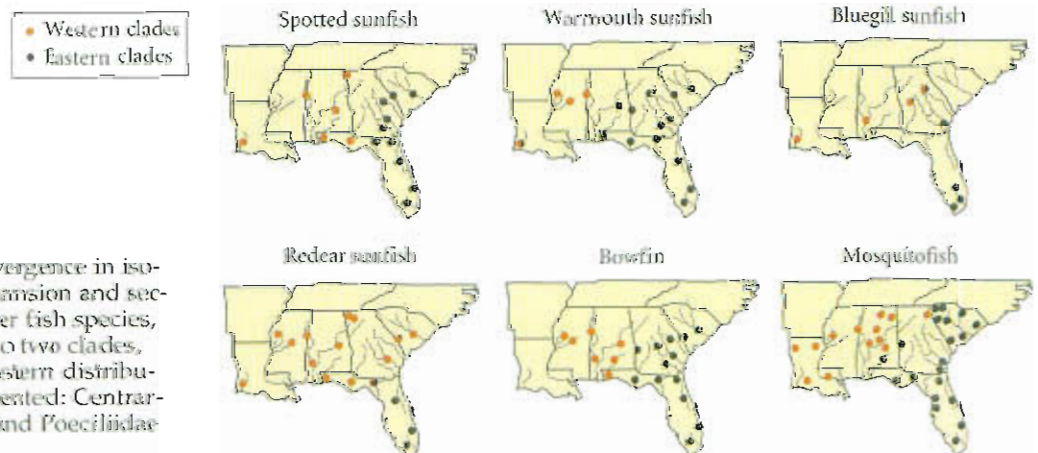 Western clades
Eastern clades
Spotted sunfish
Warmouth sunfish
Bluegill sunfish
Redear sunfish
Bowfin
Mosquitofish
vergence in iso-
ansion and sec-
er fish species,
o two clades,
stern distribu-
ented: Centrar-
and Poeciliidae